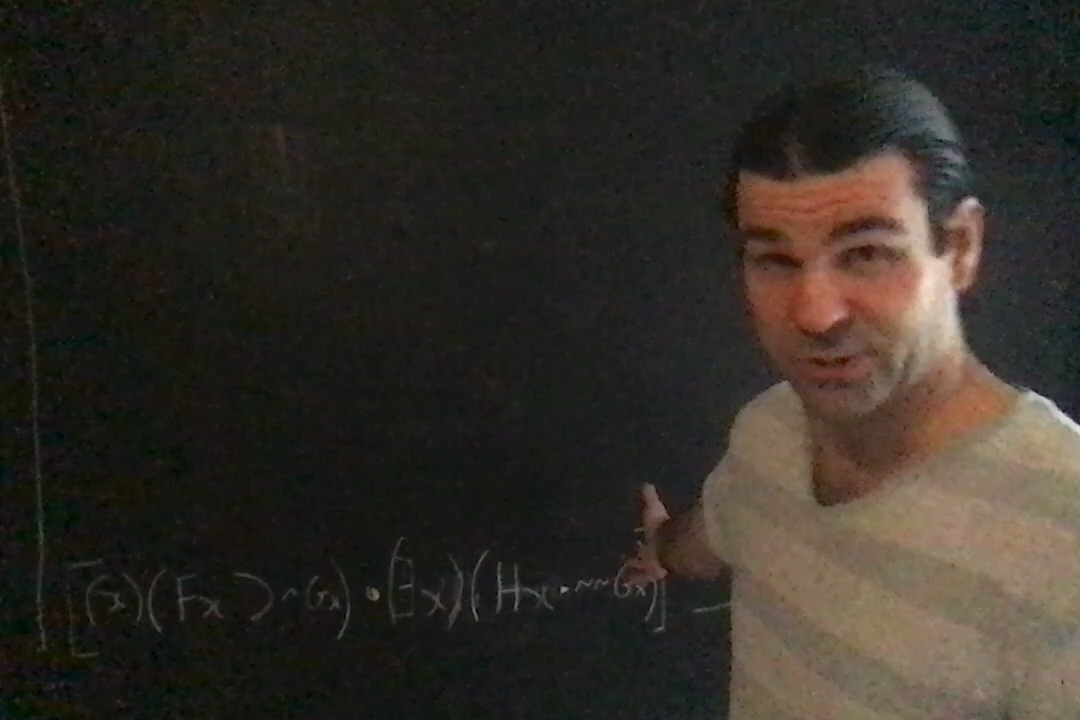 [(x)(Fx ⊃ ~Gx) • (∃x)(Hx • ~~Gx)]